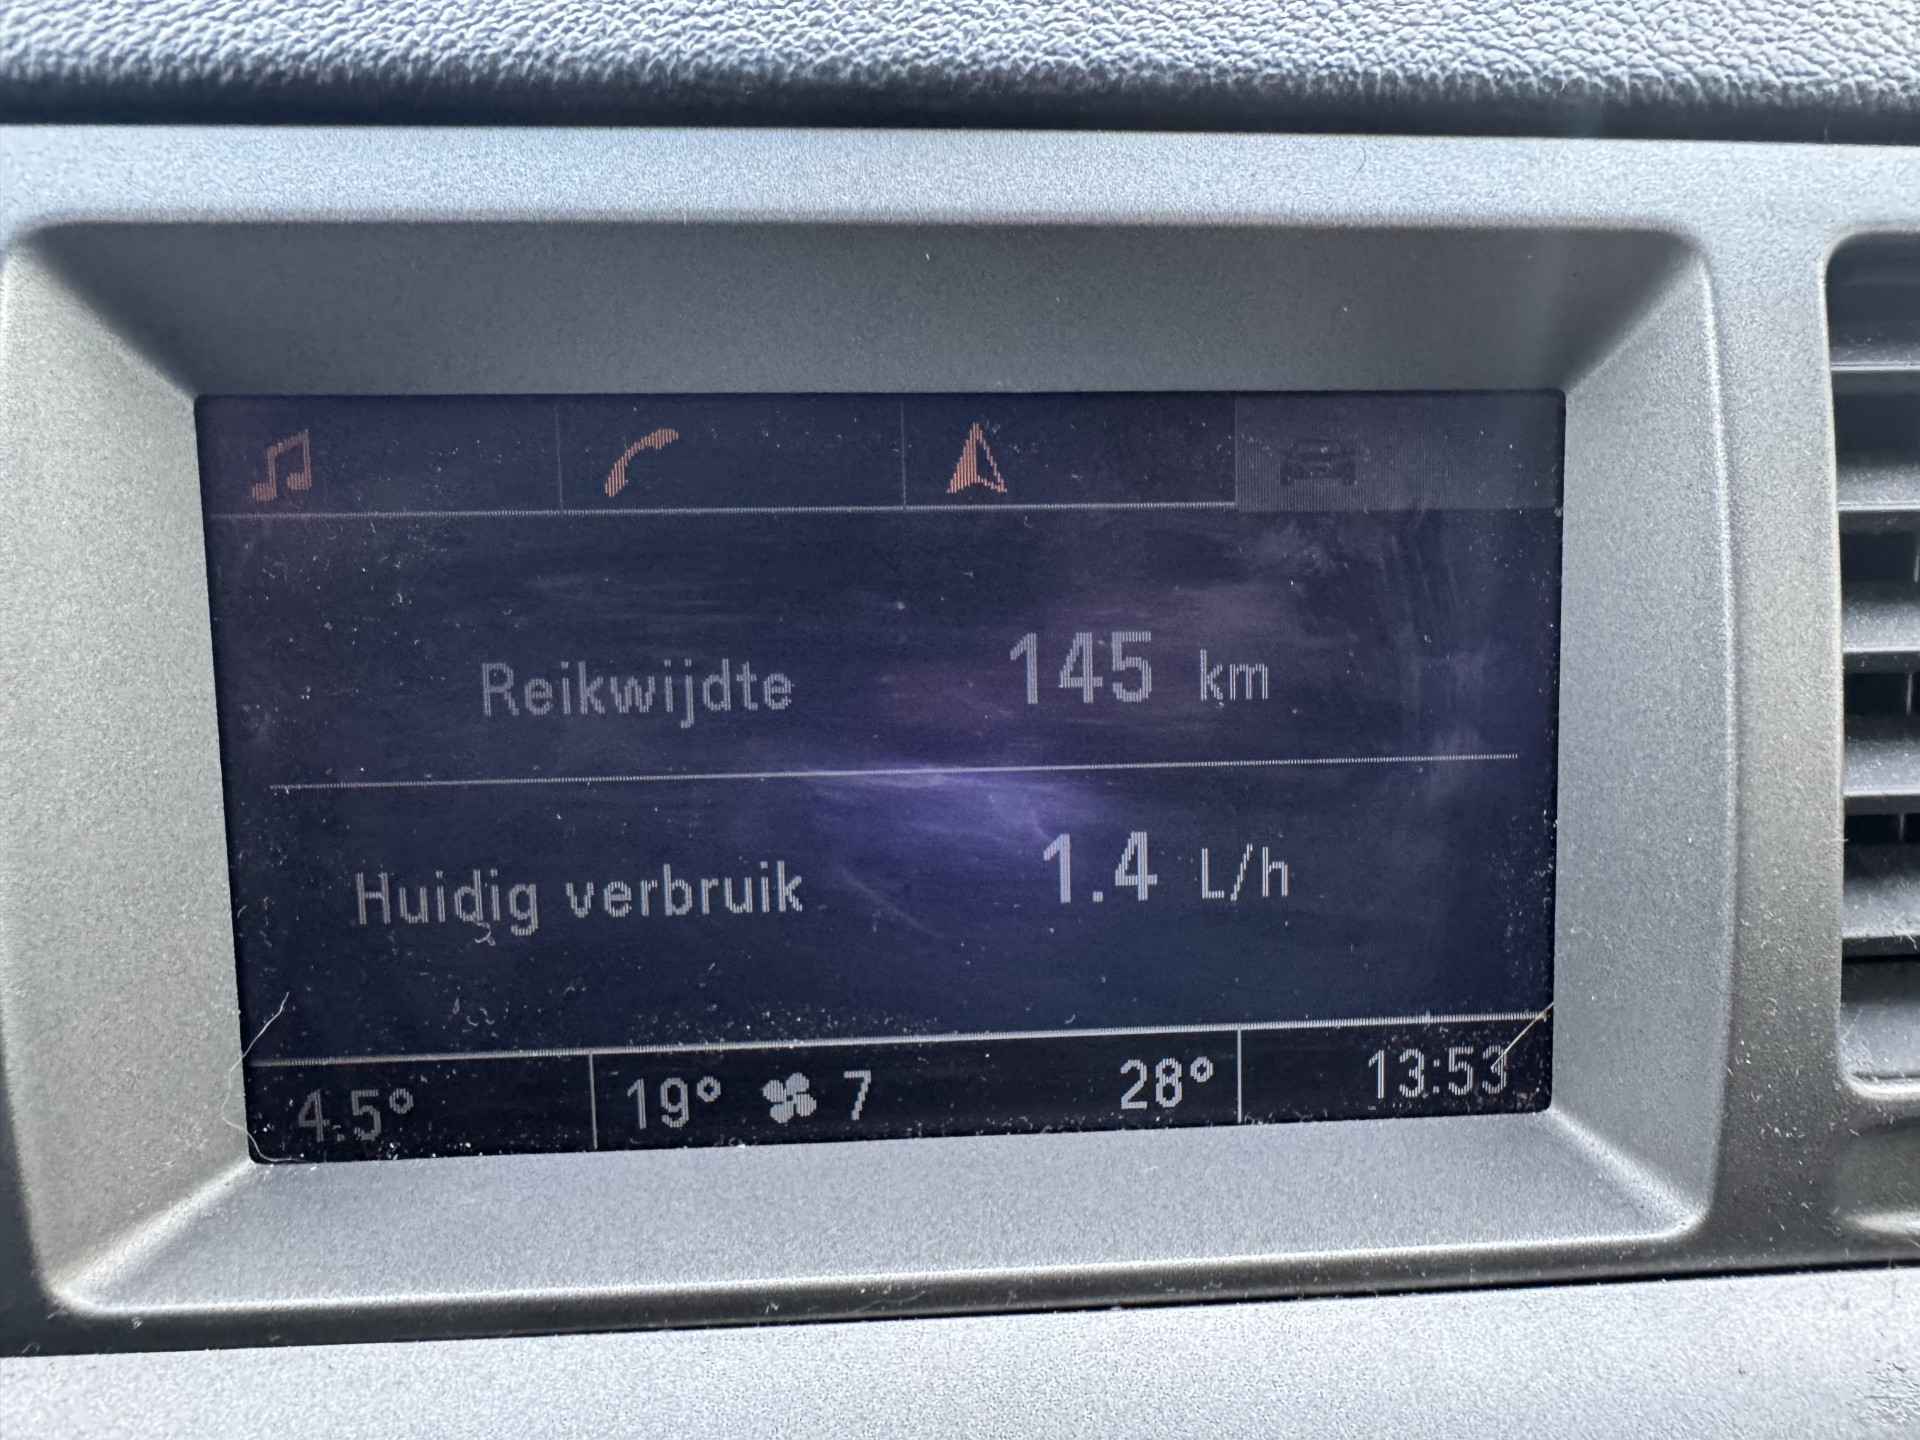 Reikwijdte 145 km
Huidig verbruik 1.4 L/h
4.5° 19° 7 28° 13:53